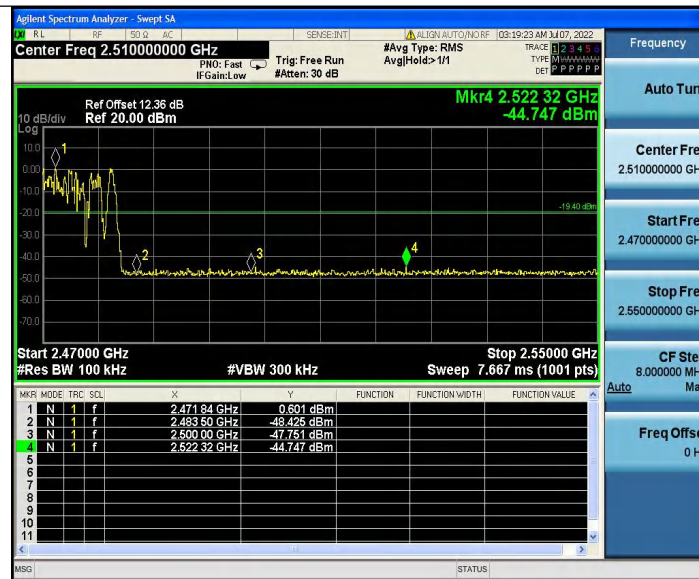 Agilent Spectrum Analyzer - Swept SA
LXI RL RF 50 Ω AC SENSE:INT ALIGN AUTO/NO RF 03:19:23 AM Jul 07, 2022
Center Freq 2.510000000 GHz
PNO: Fast
IFGain:Low
Trig: Free Run
#Atten: 30 dB
#Avg Type: RMS
Avg|Hold:>1/1
TRACE 1 2 3 4 5 6
TYPE M
DET P P P P P P
Mkr4 2.522 32 GHz
-44.747 dBm
Ref Offset 12.36 dB
10 dB/div Ref 20.00 dBm
Log
10.0
0.00
-10.0
-20.0
-30.0
-40.0
-50.0
-60.0
-70.0
1
2
3
4
-19.40 dBm
Start 2.47000 GHz Stop 2.55000 GHz
#Res BW 100 kHz #VBW 300 kHz Sweep 7.667 ms (1001 pts)
MKR MODE TRC SCL X Y FUNCTION FUNCTION WIDTH FUNCTION VALUE
1 N 1 f 2.471 84 GHz 0.601 dBm
2 N 1 f 2.483 50 GHz -48.425 dBm
3 N 1 f 2.500 00 GHz -47.751 dBm
4 N 1 f 2.522 32 GHz -44.747 dBm
5
6
7
8
9
10
11
MSG STATUS
Frequency
Auto Tun
Center Fre
2.510000000 GH
Start Fre
2.470000000 GH
Stop Fre
2.550000000 GH
CF Ste
8.000000 MH
Auto Ma
Freq Offse
0 H